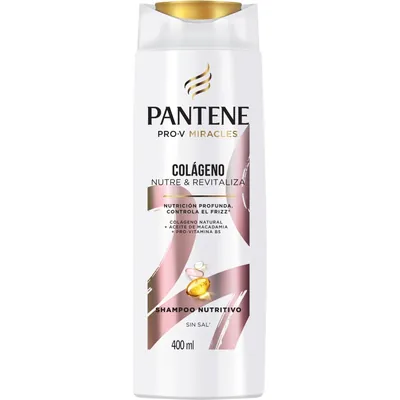 PANTENE
PRO-V MIRACLES
COLÁGENO
NUTRE & REVITALIZA
NUTRICIÓN PROFUNDA,
CONTROLA EL FRIZZ*
COLÁGENO NATURAL
+ ACEITE DE MACADAMIA
+ PRO-VITAMINA B5
SHAMPOO NUTRITIVO
SIN SAL*
400 ml